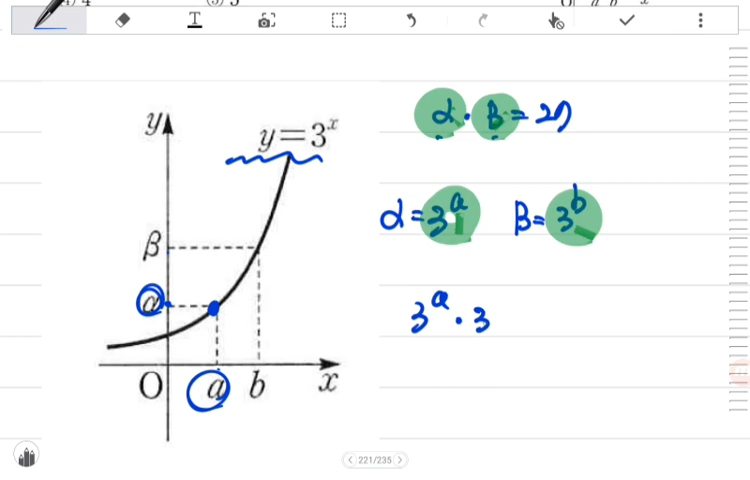 T
y
y=3^x
β
α
O a b x
α · β = 27
α = 3^a β = 3^b
3^a · 3
221/235